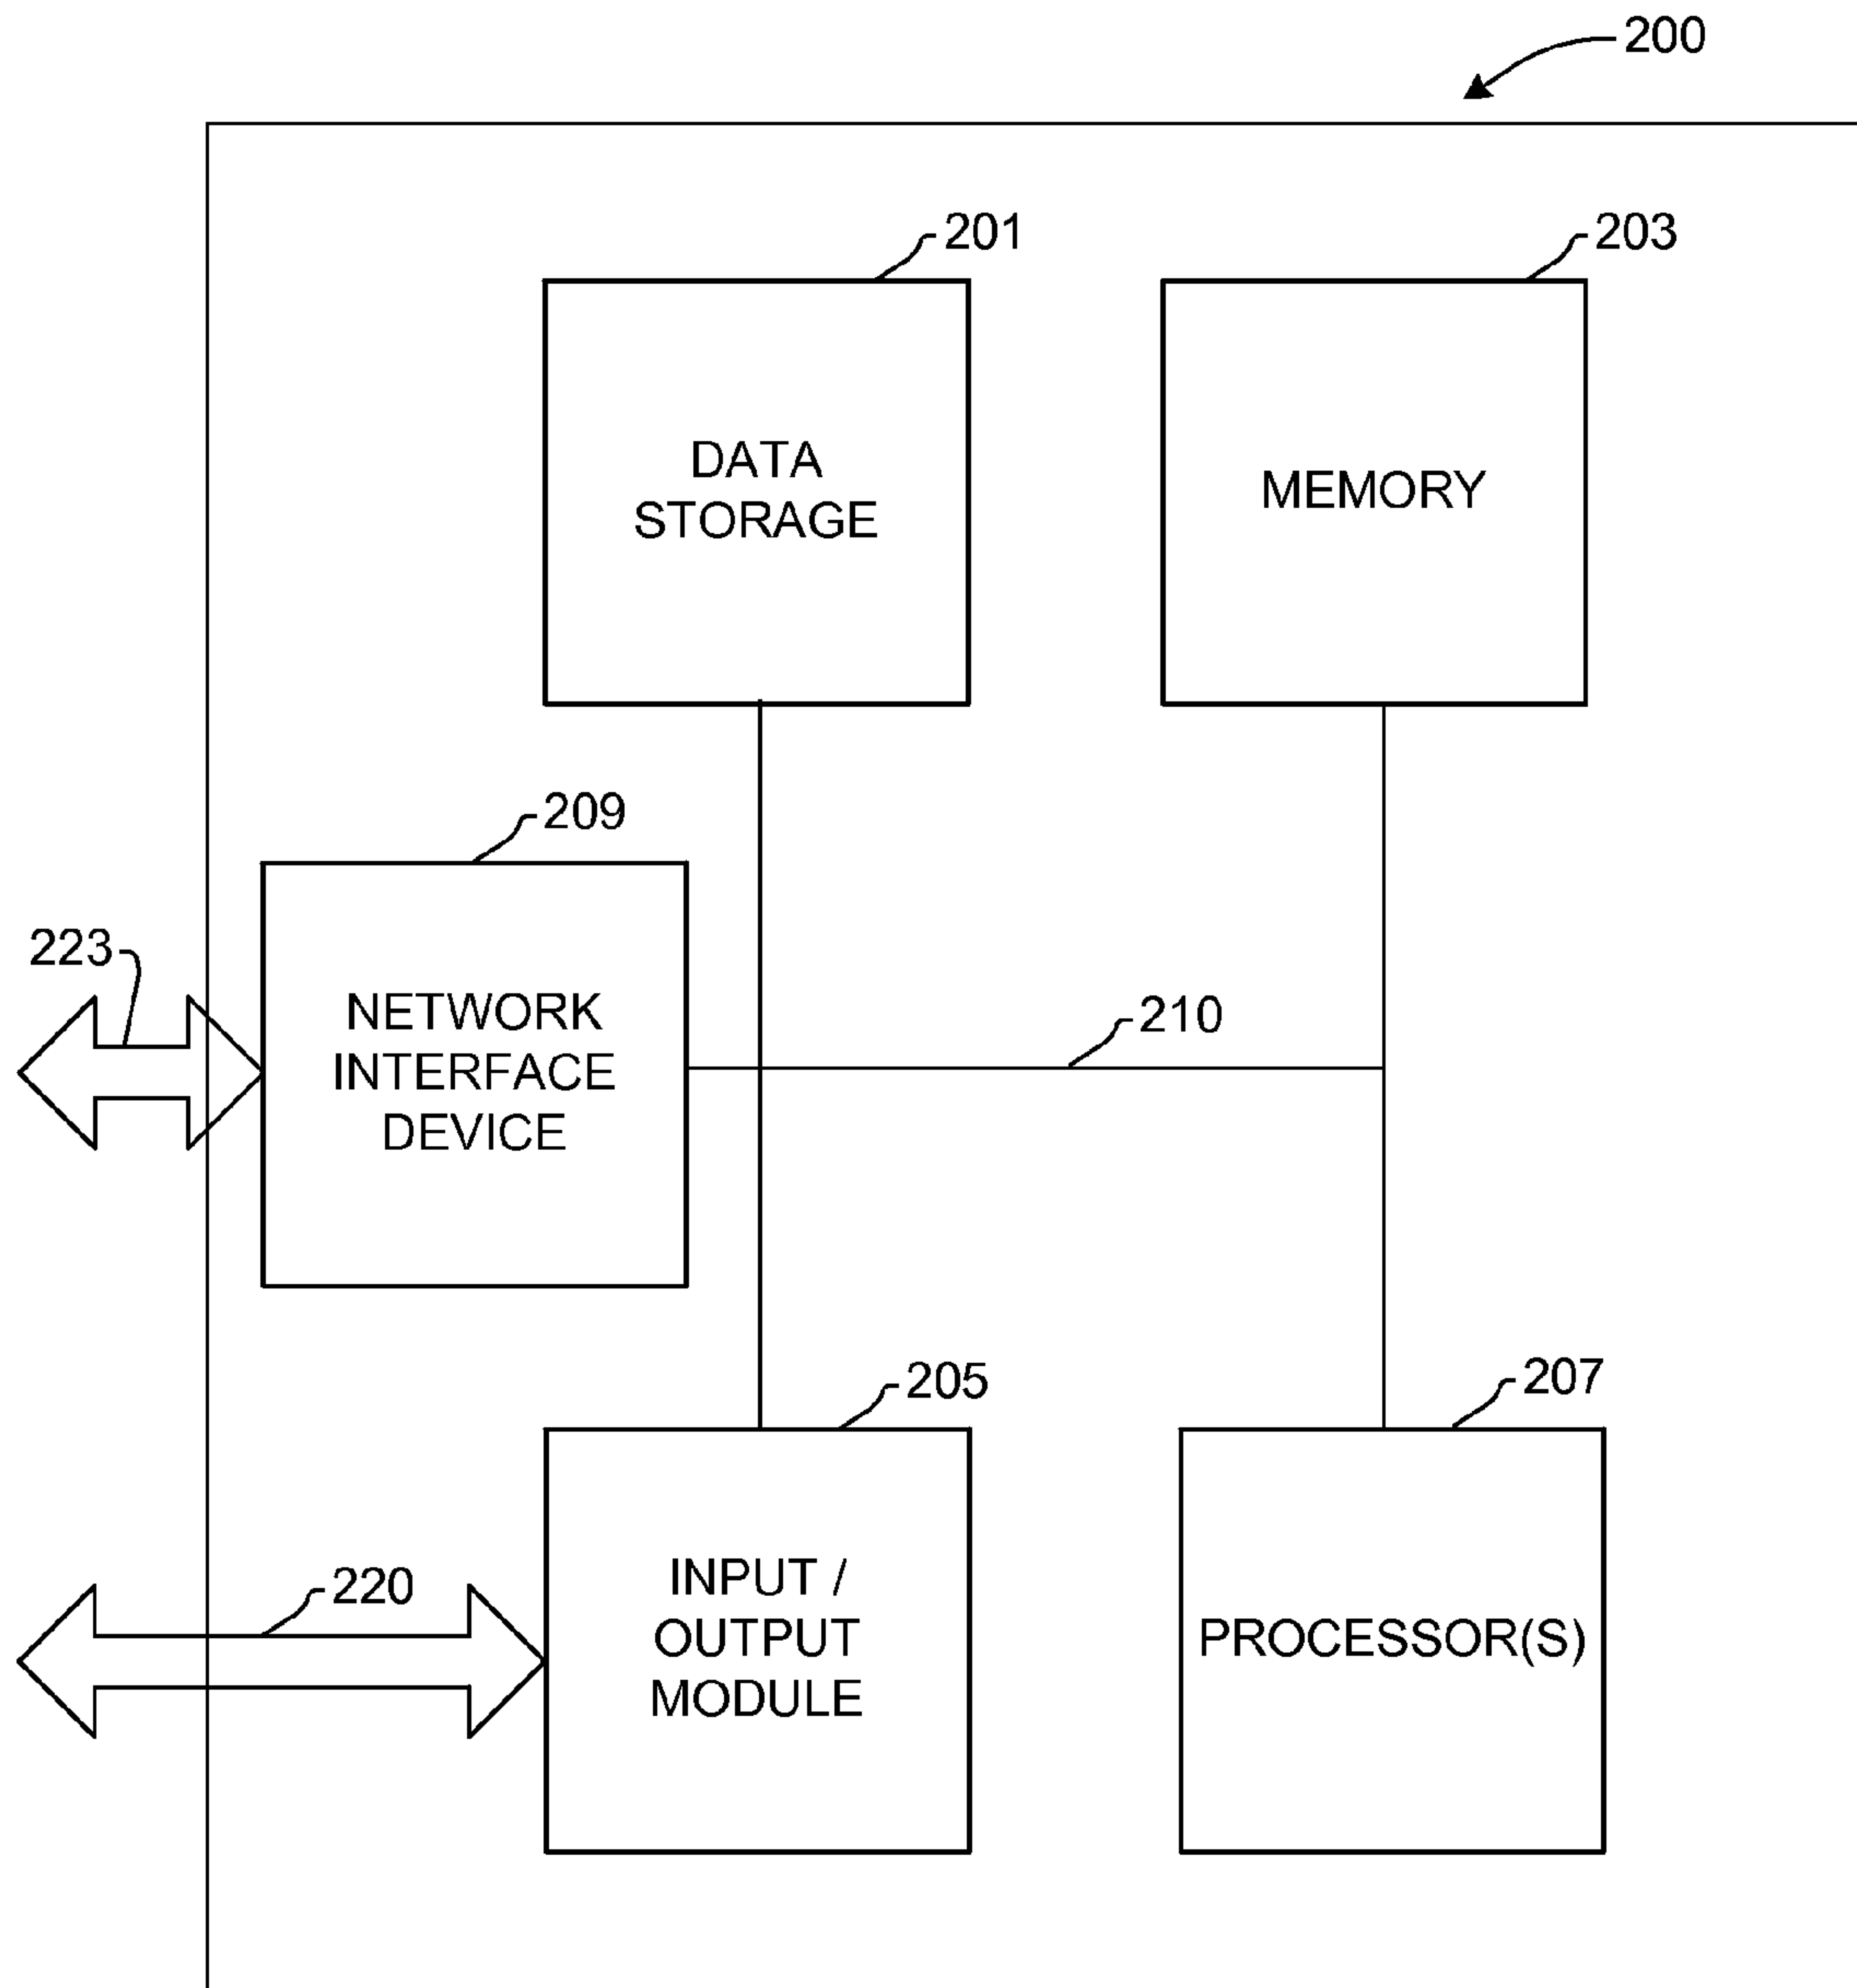 200
201
203
DATA
STORAGE
MEMORY
209
223
NETWORK
INTERFACE
DEVICE
210
205
207
220
INPUT /
OUTPUT
MODULE
PROCESSOR(S)